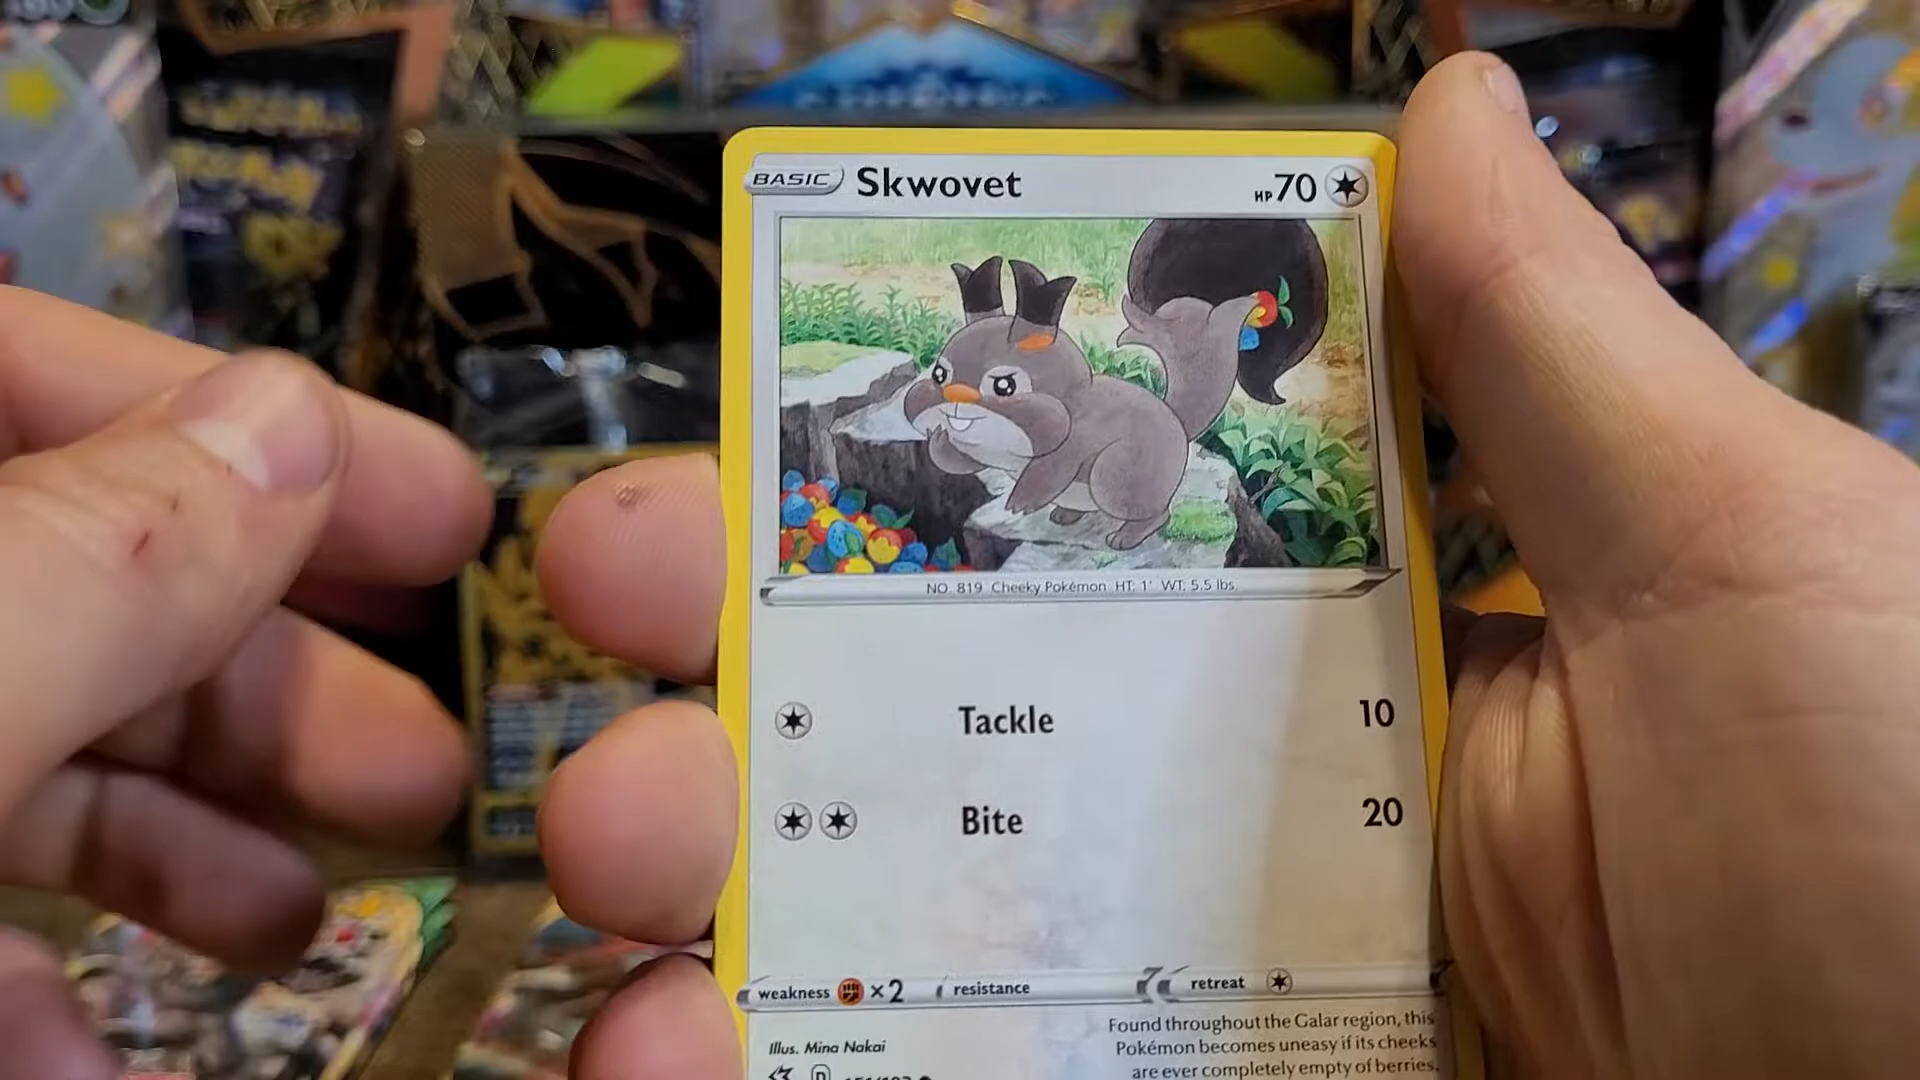 BASIC Skwovet HP 70
NO. 819 Cheeky Pokémon HT: 1' WT: 5.5 lbs.
Tackle 10
Bite 20
weakness ×2 resistance retreat
Illus. Mina Nakai
Found throughout the Galar region, this
Pokémon becomes uneasy if its cheeks
are ever completely empty of berries.
D